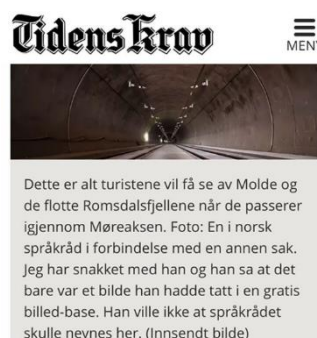 Tidens Krav
MENY
Dette er alt turistene vil få se av Molde og
de flotte Romsdalsfjellene når de passerer
igjennom Møreaksen. Foto: En i norsk
språkråd i forbindelse med en annen sak.
Jeg har snakket med han og han sa at det
bare var et bilde han hadde tatt i en gratis
billed-base. Han ville ikke at språkrådet
skulle nevnes her. (Innsendt bilde)